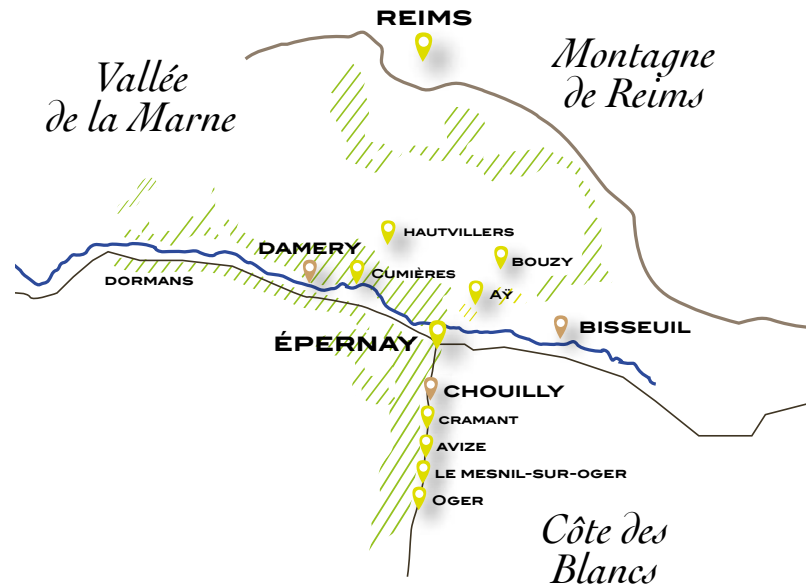 REIMS
Vallée
de la Marne
Montagne
de Reims
HAUTVILLERS
DAMERY
BOUZY
CUMIÈRES
DORMANS
AŸ
BISSEUIL
ÉPERNAY
CHOUILLY
CRAMANT
AVIZE
LE MESNIL-SUR-OGER
OGER
Côte des
Blancs